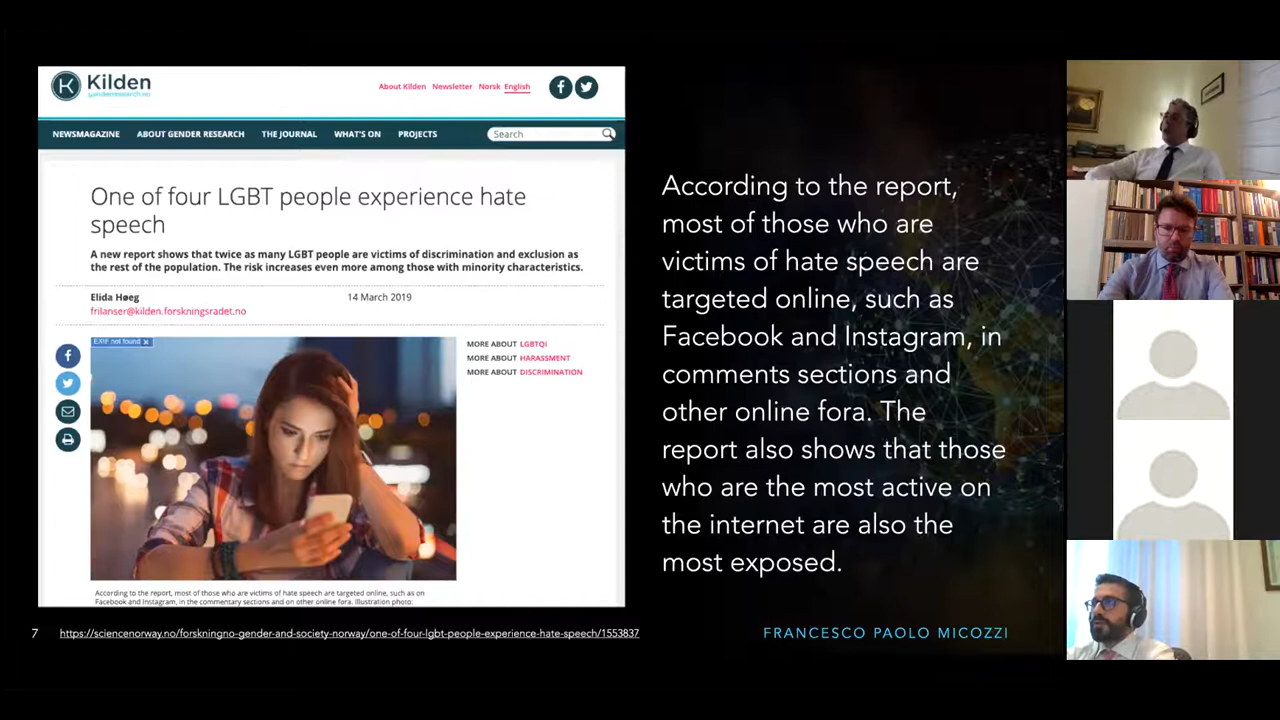 Kilden
genderresearch.no
About Kilden Newsletter Norsk English
NEWSMAGAZINE ABOUT GENDER RESEARCH THE JOURNAL WHAT'S ON PROJECTS
Search
One of four LGBT people experience hate
speech
A new report shows that twice as many LGBT people are victims of discrimination and exclusion as
the rest of the population. The risk increases even more among those with minority characteristics.
Elida Høeg
14 March 2019
frilanser@kilden.forskningsradet.no
EXIF not found
MORE ABOUT LGBTQI
MORE ABOUT HARASSMENT
MORE ABOUT DISCRIMINATION
According to the report, most of those who are victims of hate speech are targeted online, such as on
Facebook and Instagram, in the commentary sections and on other online fora. Illustration photo:
According to the report,
most of those who are
victims of hate speech are
targeted online, such as
Facebook and Instagram, in
comments sections and
other online fora. The
report also shows that those
who are the most active on
the internet are also the
most exposed.
7
https://sciencenorway.no/forskningno-gender-and-society-norway/one-of-four-lgbt-people-experience-hate-speech/1553837
FRANCESCO PAOLO MICOZZI